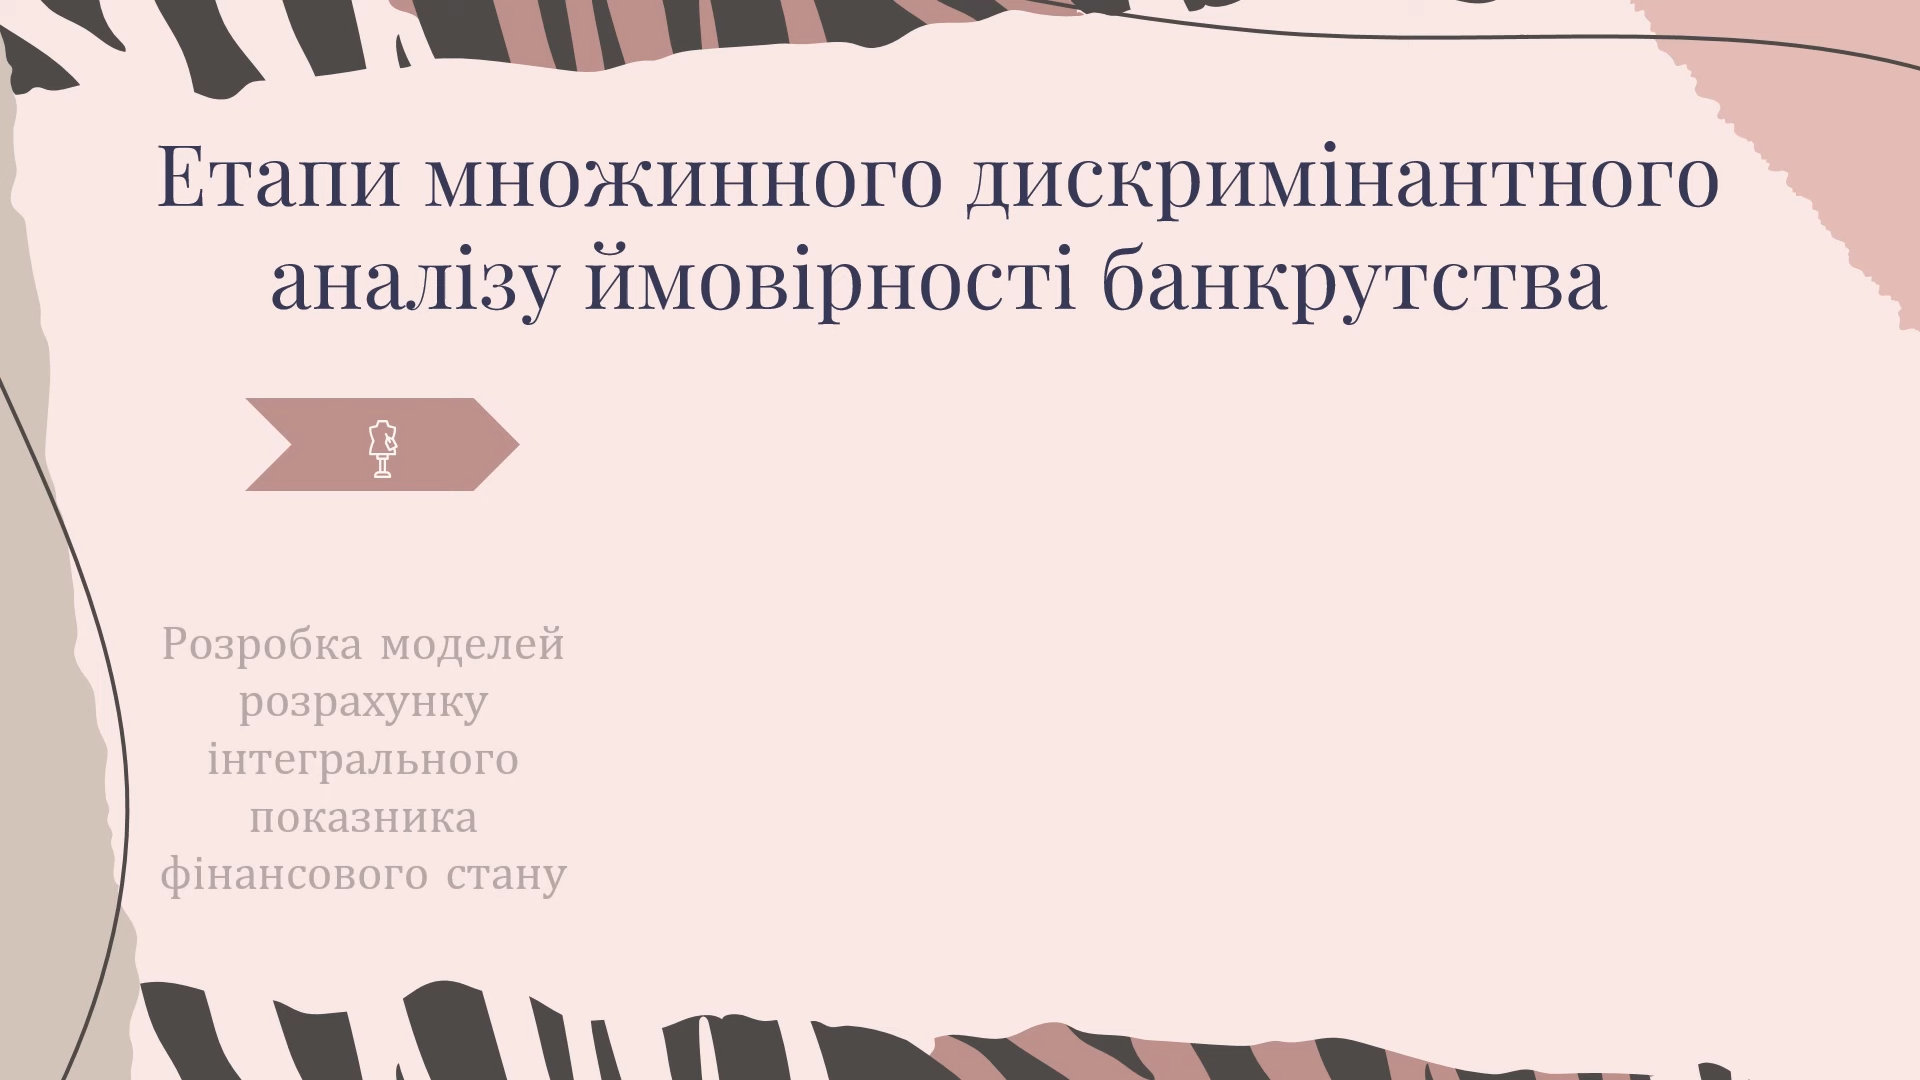 Етапи множинного дискримінантного
аналізу ймовірності банкрутства
Розробка моделей
розрахунку
інтегрального
показника
фінансового стану